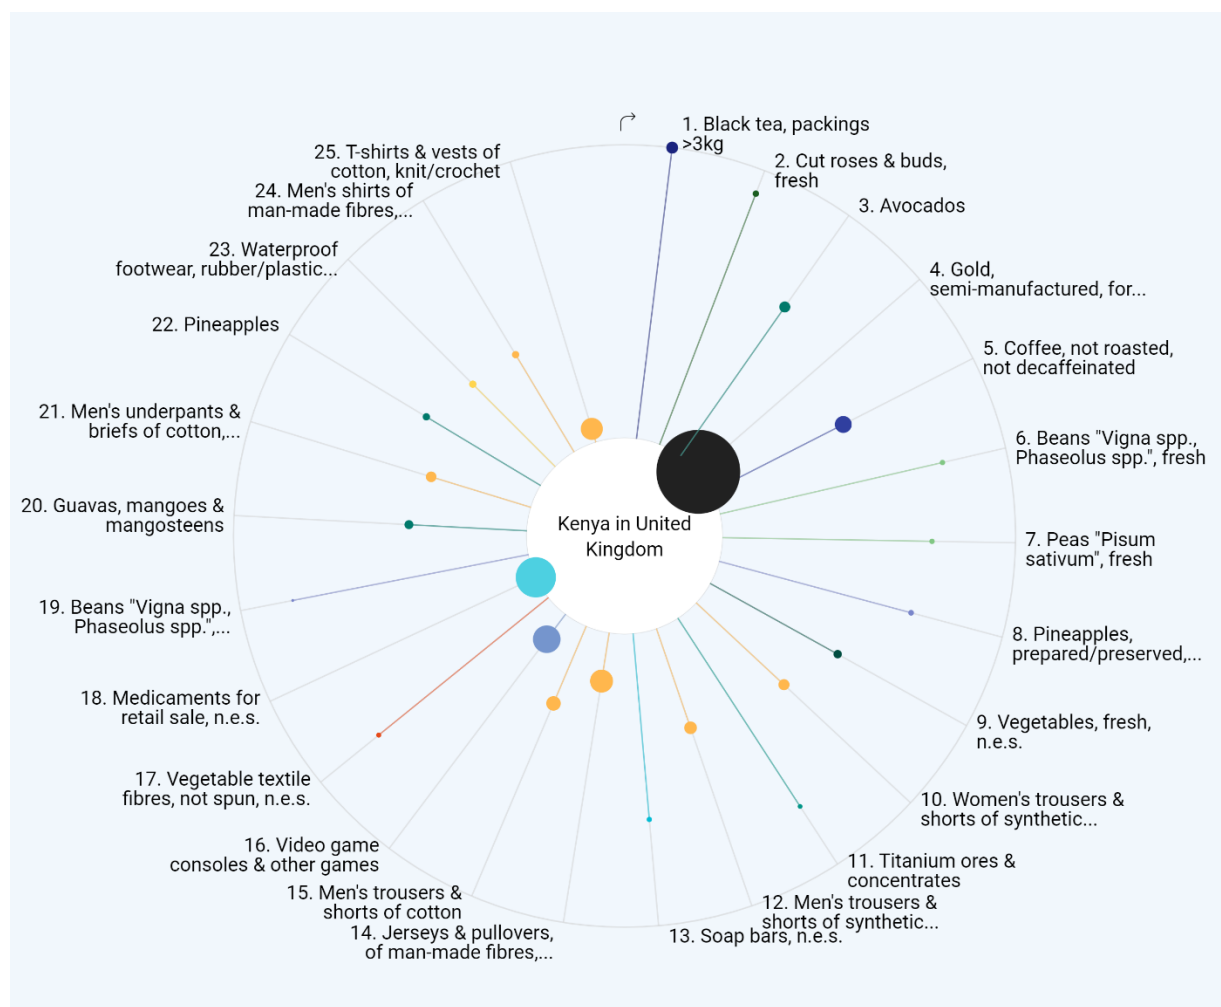 1. Black tea, packings
>3kg
2. Cut roses & buds,
fresh
3. Avocados
4. Gold,
semi-manufactured, for...
5. Coffee, not roasted,
not decaffeinated
6. Beans "Vigna spp.,
Phaseolus spp.", fresh
7. Peas "Pisum
sativum", fresh
8. Pineapples,
prepared/preserved,...
9. Vegetables, fresh,
n.e.s.
10. Women's trousers &
shorts of synthetic...
11. Titanium ores &
concentrates
12. Men's trousers &
shorts of synthetic...
13. Soap bars, n.e.s.
14. Jerseys & pullovers,
of man-made fibres,...
15. Men's trousers &
shorts of cotton
16. Video game
consoles & other games
17. Vegetable textile
fibres, not spun, n.e.s.
18. Medicaments for
retail sale, n.e.s.
19. Beans "Vigna spp.,
Phaseolus spp.",...
20. Guavas, mangoes &
mangosteens
21. Men's underpants &
briefs of cotton,...
22. Pineapples
23. Waterproof
footwear, rubber/plastic...
24. Men's shirts of
man-made fibres,...
25. T-shirts & vests of
cotton, knit/crochet
Kenya in United
Kingdom